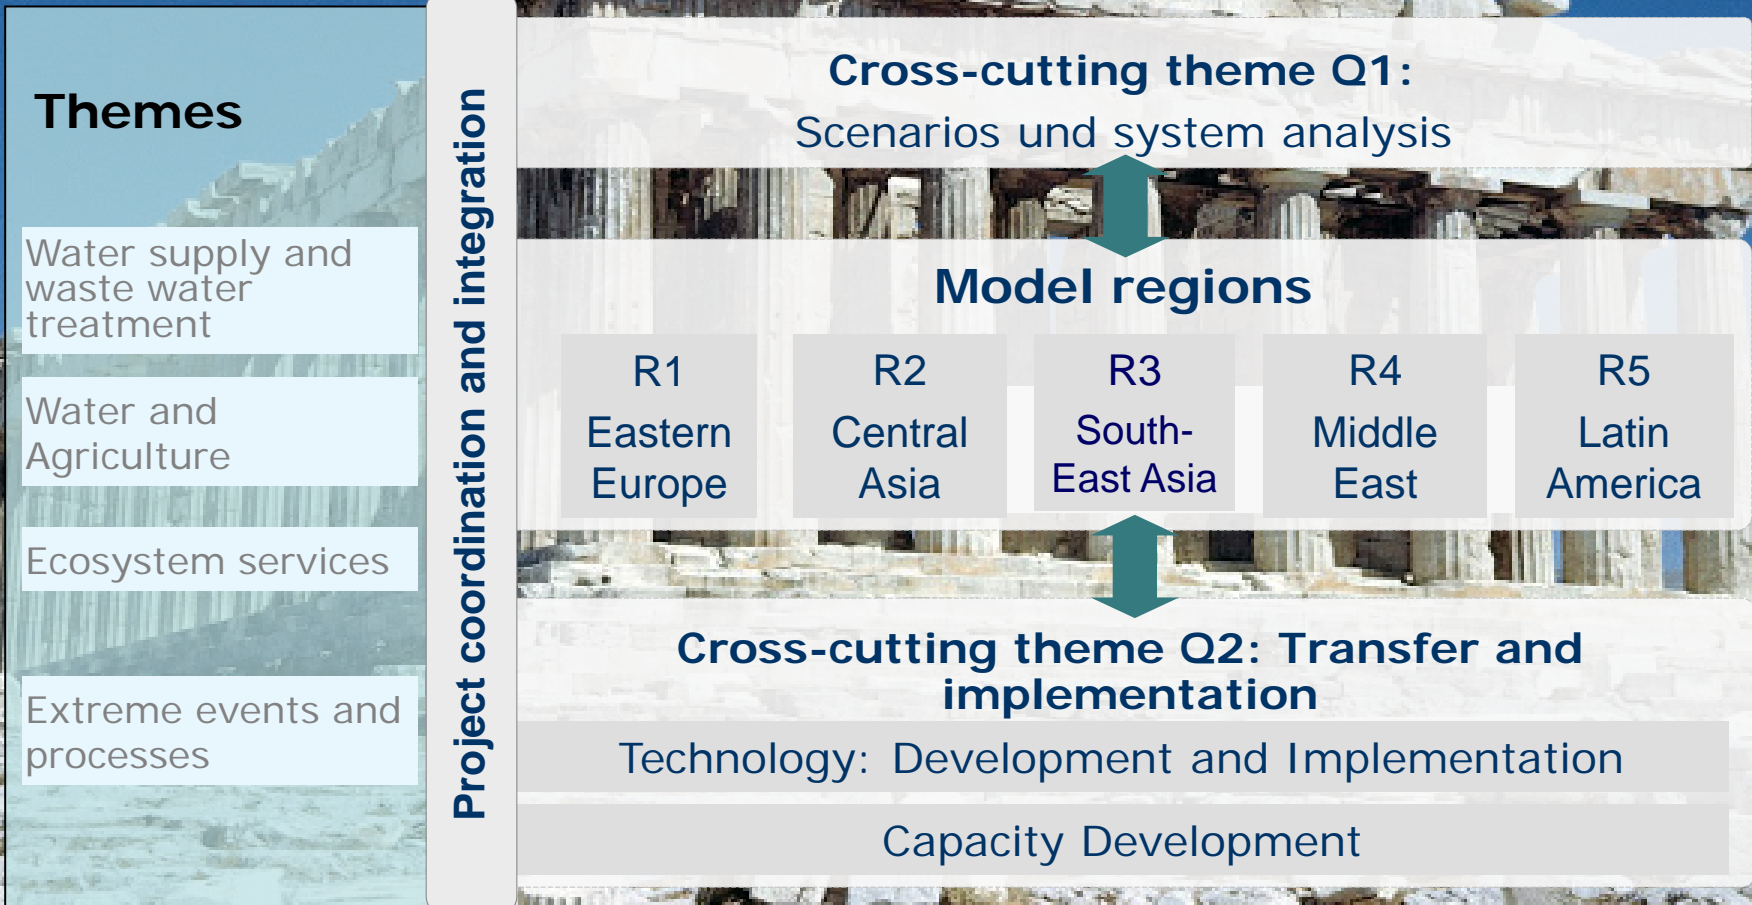 Themes
Water supply and
waste water
treatment
Water and
Agriculture
Ecosystem services
Extreme events and
processes
Project coordination and integration
Cross-cutting theme Q1:
Scenarios und system analysis
Model regions
R1
Eastern
Europe
R2
Central
Asia
R3
South-
East Asia
R4
Middle
East
R5
Latin
America
Cross-cutting theme Q2: Transfer and
implementation
Technology: Development and Implementation
Capacity Development